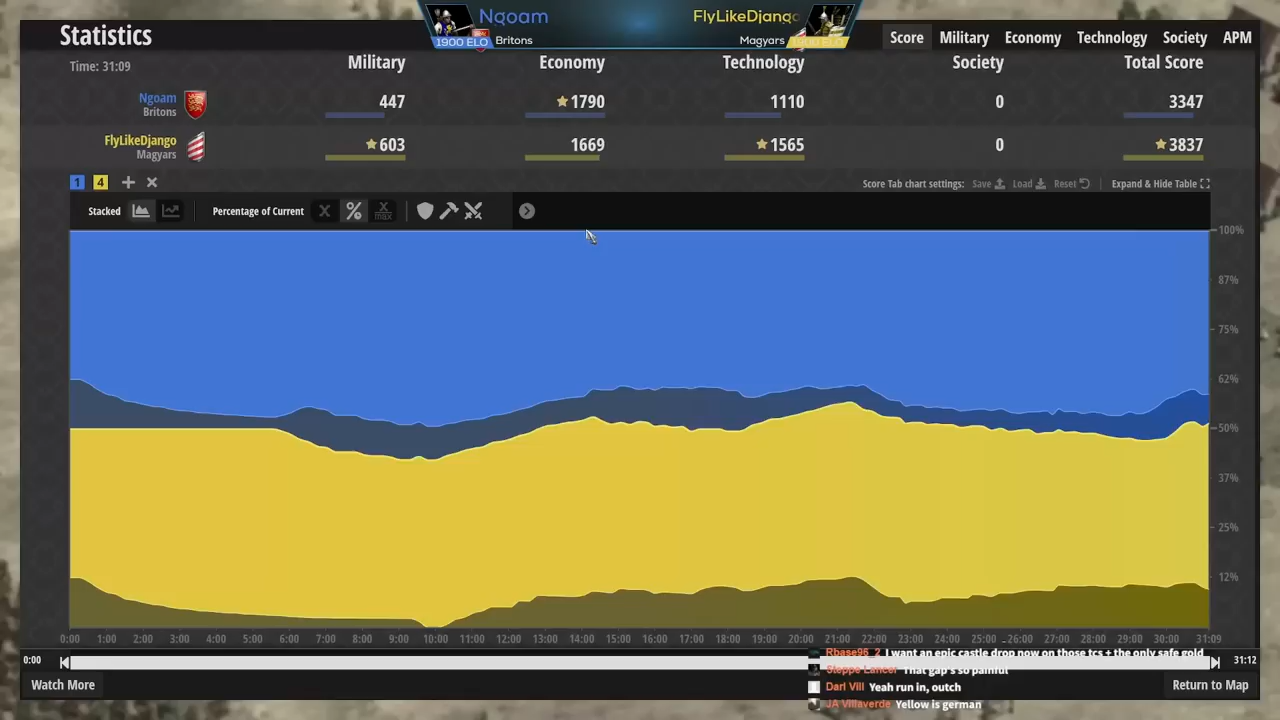 Ngoam
FlyLikeDjango
1900 ELO
Britons
Magyars
1900 ELO
Statistics
Score Military Economy Technology Society APM
Time: 31:09
Military Economy Technology Society Total Score
Ngoam
Britons
447 1790 1110 0 3347
FlyLikeDjango
Magyars
603 1669 1565 0 3837
1 4
Score Tab chart settings: Save Load Reset Expand & Hide Table
Stacked Percentage of Current X % X max
100%
87%
75%
62%
50%
37%
25%
12%
0:00 1:00 2:00 3:00 4:00 5:00 6:00 7:00 8:00 9:00 10:00 11:00 12:00 13:00 14:00 15:00 16:00 17:00 18:00 19:00 20:00 21:00 22:00 23:00 24:00 25:00 26:00 27:00 28:00 29:00 30:00 31:09
Rbase96_2 I want an epic castle drop now on those tcs + the only safe gold
0:00 31:12
Steppe Lancer That gap's so painful
Watch More
Darl Vill Yeah run in, outch
Return to Map
JA Villaverde Yellow is german